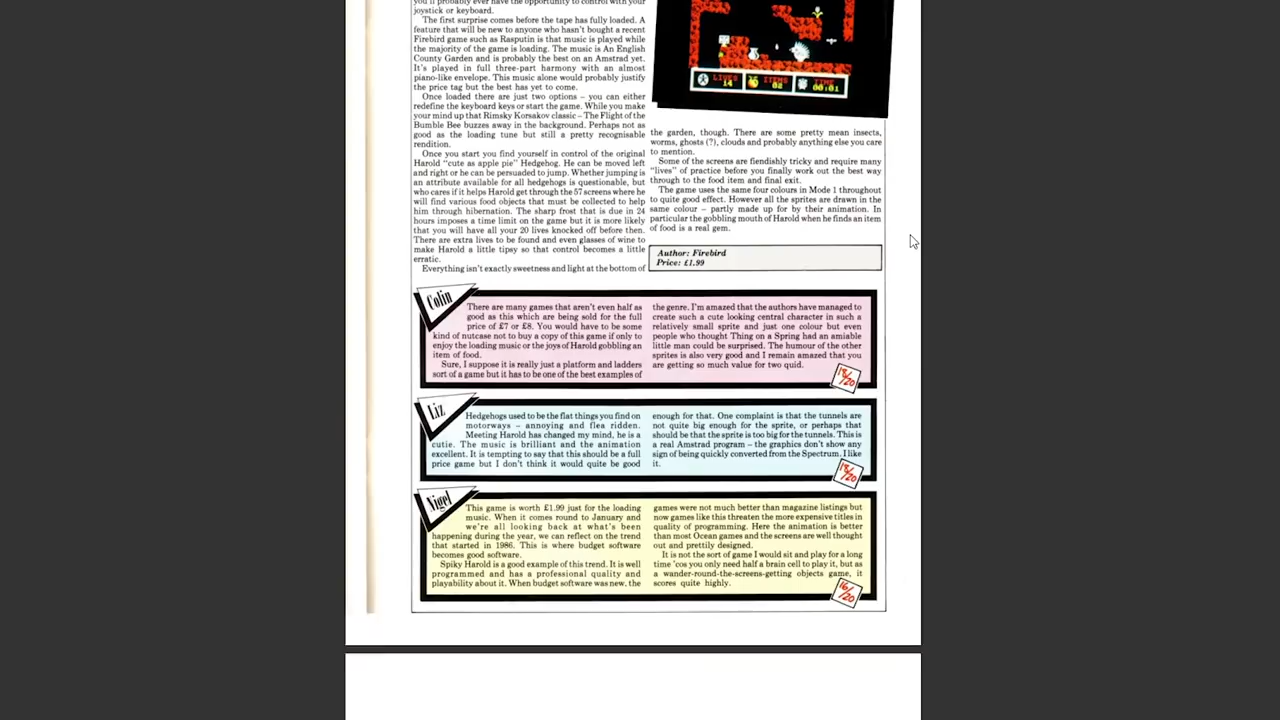 you'll probably ever have the opportunity to control with your
joystick or keyboard.
The first surprise comes before the tape has fully loaded. A
feature that will be new to anyone who hasn't bought a recent
Firebird game such as Rasputin is that music is played while
the majority of the game is loading. The music is An English
County Garden and is probably the best on an Amstrad yet.
It's played in full three-part harmony with an almost
piano-like envelope. This music alone would probably justify
the price tag but the best has yet to come.
Once loaded there are just two options – you can either
redefine the keyboard keys or start the game. While you make
your mind up that Rimsky Korsakov classic – The Flight of the
Bumble Bee buzzes away in the background. Perhaps not as
good as the loading tune but still a pretty recognisable
rendition.
Once you start you find yourself in control of the original
Harold "cute as apple pie" Hedgehog. He can be moved left
and right or he can be persuaded to jump. Whether jumping is
an attribute available for all hedgehogs is questionable, but
who cares if it helps Harold get through the 57 screens where he
will find various food objects that must be collected to help
him through hibernation. The sharp frost that is due in 24
hours imposes a time limit on the game but it is more likely
that you will have all your 20 lives knocked off before then.
There are extra lives to be found and even glasses of wine to
make Harold a little tipsy so that control becomes a little
erratic.
Everything isn't exactly sweetness and light at the bottom of
LIVES
14
ITEMS
02
TIME
00:01
the garden, though. There are some pretty mean insects,
worms, ghosts (?), clouds and probably anything else you care
to mention.
Some of the screens are fiendishly tricky and require many
"lives" of practice before you finally work out the best way
through to the food item and final exit.
The game uses the same four colours in Mode 1 throughout
to quite good effect. However all the sprites are drawn in the
same colour – partly made up for by their animation. In
particular the gobbling mouth of Harold when he finds an item
of food is a real gem.
Author: Firebird
Price: £1.99
Colin
There are many games that aren't even half as
good as this which are being sold for the full
price of £7 or £8. You would have to be some
kind of nutcase not to buy a copy of this game if only to
enjoy the loading music or the joys of Harold gobbling an
item of food.
Sure, I suppose it is really just a platform and ladders
sort of a game but it has to be one of the best examples of
the genre. I'm amazed that the authors have managed to
create such a cute looking central character in such a
relatively small sprite and just one colour but even
people who thought Thing on a Spring had an amiable
little man could be surprised. The humour of the other
sprites is also very good and I remain amazed that you
are getting so much value for two quid.
/20
Liz
Hedgehogs used to be the flat things you find on
motorways – annoying and flea ridden.
Meeting Harold has changed my mind, he is a
cutie. The music is brilliant and the animation
excellent. It is tempting to say that this should be a full
price game but I don't think it would quite be good
enough for that. One complaint is that the tunnels are
not quite big enough for the sprite, or perhaps that
should be that the sprite is too big for the tunnels. This is
a real Amstrad program – the graphics don't show any
sign of being quickly converted from the Spectrum. I like
it.
/20
Nigel
This game is worth £1.99 just for the loading
music. When it comes round to January and
we're all looking back at what's been
happening during the year, we can reflect on the trend
that started in 1986. This is where budget software
becomes good software.
Spiky Harold is a good example of this trend. It is well
programmed and has a professional quality and
playability about it. When budget software was new, the
games were not much better than magazine listings but
now games like this threaten the more expensive titles in
quality of programming. Here the animation is better
than most Ocean games and the screens are well thought
out and prettily designed.
It is not the sort of game I would sit and play for a long
time 'cos you only need half a brain cell to play it, but as
a wander-round-the-screens-getting objects game, it
scores quite highly.
16/20